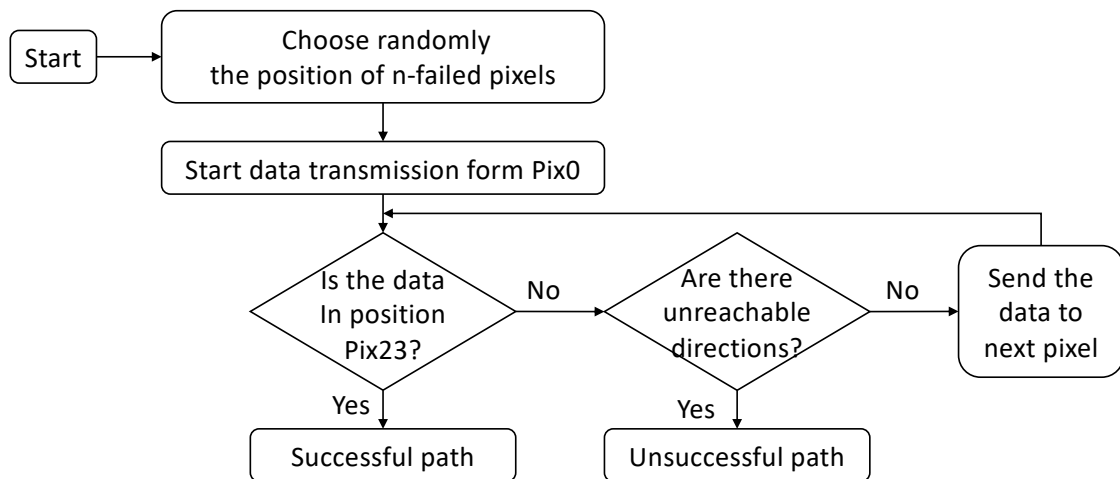 Start
Choose randomly
the position of n-failed pixels
Start data transmission form Pix0
Is the data
In position
Pix23?
No
Are there
unreachable
directions?
No
Send the
data to
next pixel
Yes
Yes
Successful path
Unsuccessful path